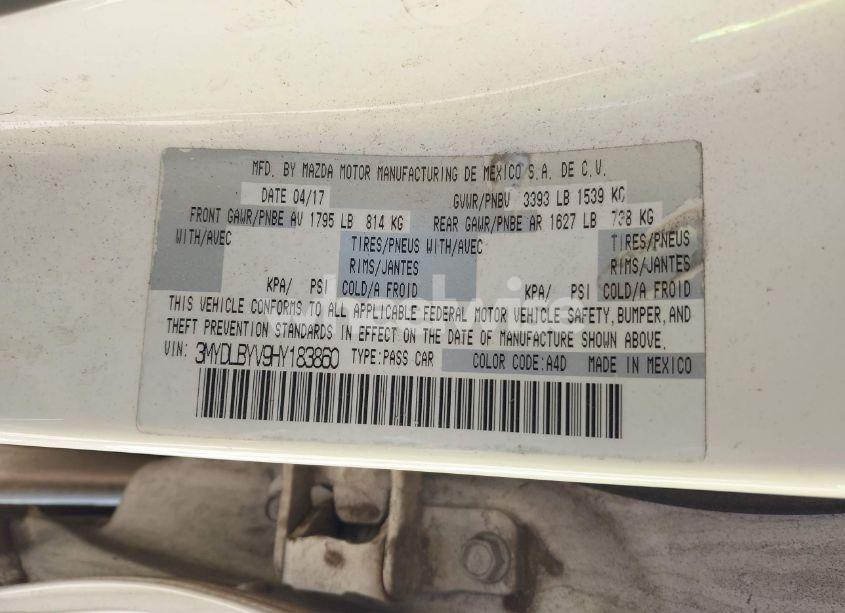 MFD. BY MAZDA MOTOR MANUFACTURING DE MEXICO S.A. DE C.V.
DATE 04/17 GVWR/PNBV 3393 LB 1539 KG
FRONT GAWR/PNBE AV 1795 LB 814 KG REAR GAWR/PNBE AR 1627 LB 738 KG
WITH/AVEC TIRES/PNEUS WITH/AVEC TIRES/PNEUS
RIMS/JANTES RIMS/JANTES
KPA/ PSI COLD/A FROID KPA/ PSI COLD/A FROID
THIS VEHICLE CONFORMS TO ALL APPLICABLE FEDERAL MOTOR VEHICLE SAFETY, BUMPER, AND
THEFT PREVENTION STANDARDS IN EFFECT ON THE DATE OF MANUFACTURE SHOWN ABOVE.
VIN: 3MYDLBYV9HY183860 TYPE:PASS CAR COLOR CODE:A4D MADE IN MEXICO